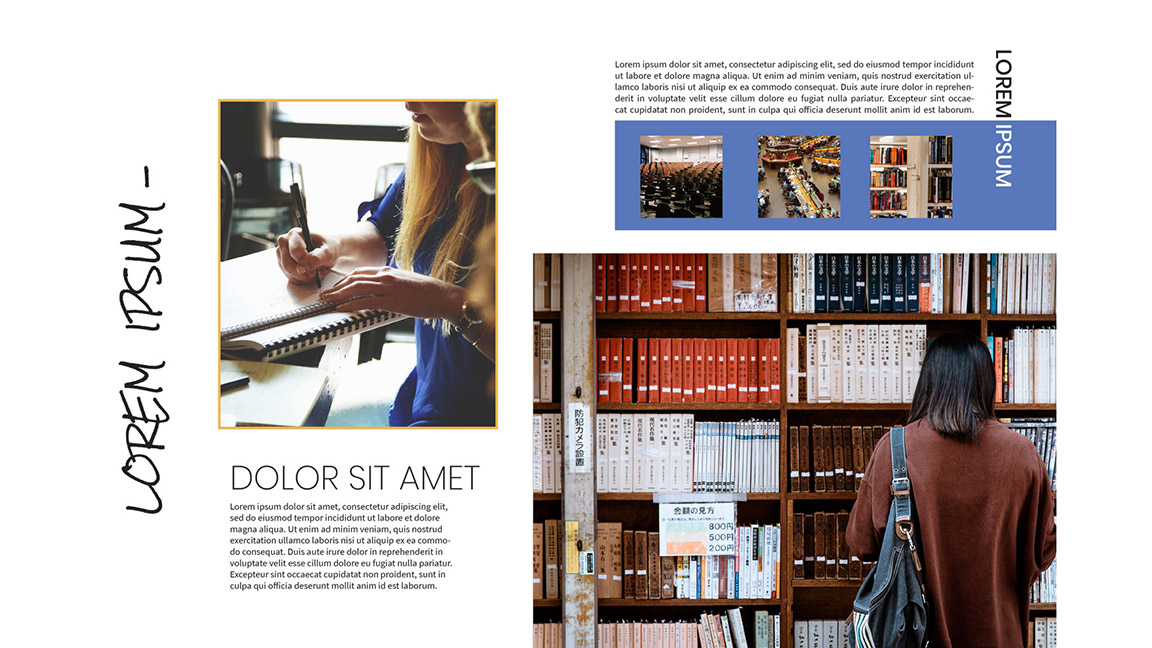 LOREM IPSUM –
DOLOR SIT AMET
Lorem ipsum dolor sit amet, consectetur adipiscing elit,
sed do eiusmod tempor incididunt ut labore et dolore
magna aliqua. Ut enim ad minim veniam, quis nostrud
exercitation ullamco laboris nisi ut aliquip ex ea commo-
do consequat. Duis aute irure dolor in reprehenderit in
voluptate velit esse cillum dolore eu fugiat nulla pariatur.
Excepteur sint occaecat cupidatat non proident, sunt in
culpa qui officia deserunt mollit anim id est laborum.
Lorem ipsum dolor sit amet, consectetur adipiscing elit, sed do eiusmod tempor incididunt
ut labore et dolore magna aliqua. Ut enim ad minim veniam, quis nostrud exercitation ul-
lamco laboris nisi ut aliquip ex ea commodo consequat. Duis aute irure dolor in reprehen-
derit in voluptate velit esse cillum dolore eu fugiat nulla pariatur. Excepteur sint occae-
cat cupidatat non proident, sunt in culpa qui officia deserunt mollit anim id est laborum.
LOREM IPSUM
防犯カメラ設置
金額の見方
800円
500円
200円